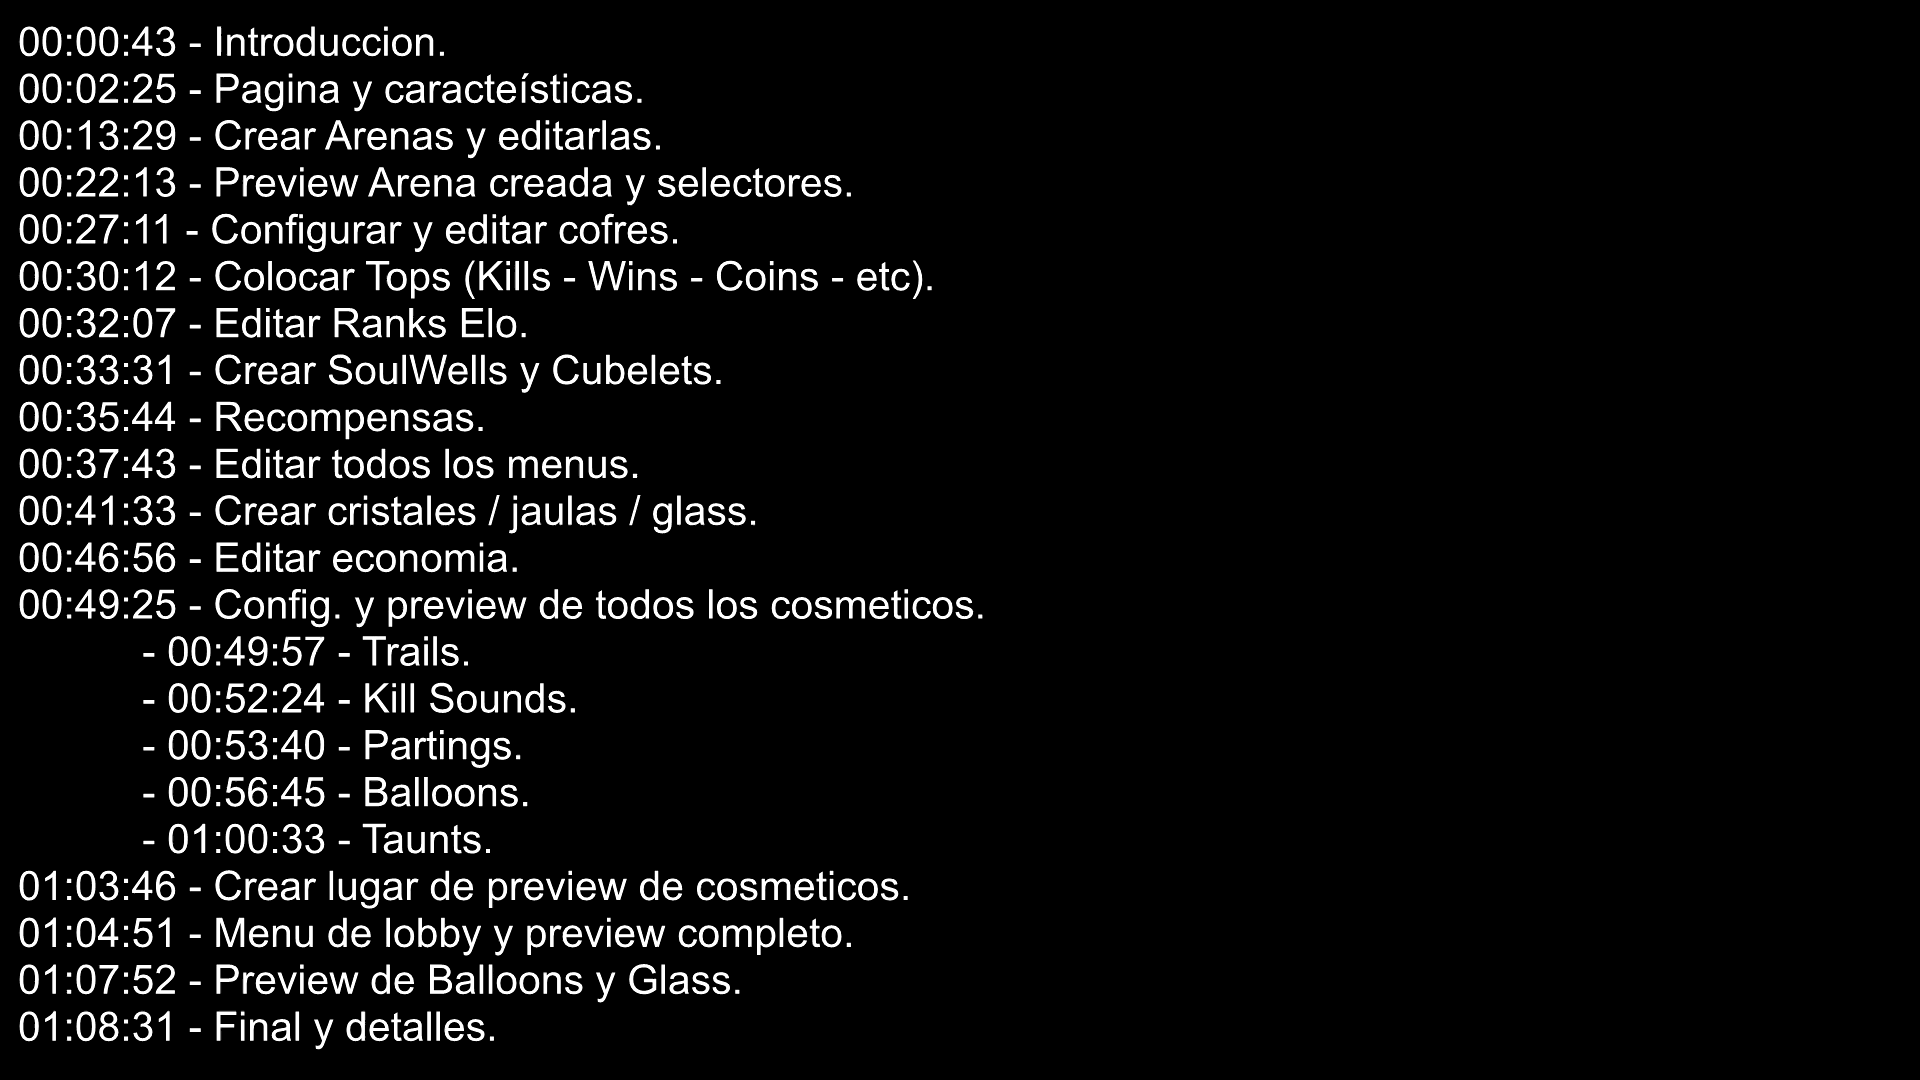 00:00:43 - Introduccion.
00:02:25 - Pagina y caracteísticas.
00:13:29 - Crear Arenas y editarlas.
00:22:13 - Preview Arena creada y selectores.
00:27:11 - Configurar y editar cofres.
00:30:12 - Colocar Tops (Kills - Wins - Coins - etc).
00:32:07 - Editar Ranks Elo.
00:33:31 - Crear SoulWells y Cubelets.
00:35:44 - Recompensas.
00:37:43 - Editar todos los menus.
00:41:33 - Crear cristales / jaulas / glass.
00:46:56 - Editar economia.
00:49:25 - Config. y preview de todos los cosmeticos.
- 00:49:57 - Trails.
- 00:52:24 - Kill Sounds.
- 00:53:40 - Partings.
- 00:56:45 - Balloons.
- 01:00:33 - Taunts.
01:03:46 - Crear lugar de preview de cosmeticos.
01:04:51 - Menu de lobby y preview completo.
01:07:52 - Preview de Balloons y Glass.
01:08:31 - Final y detalles.